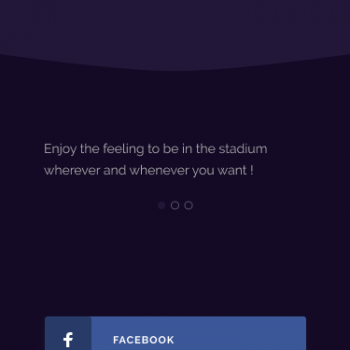 Enjoy the feeling to be in the stadium
wherever and whenever you want !
FACEBOOK